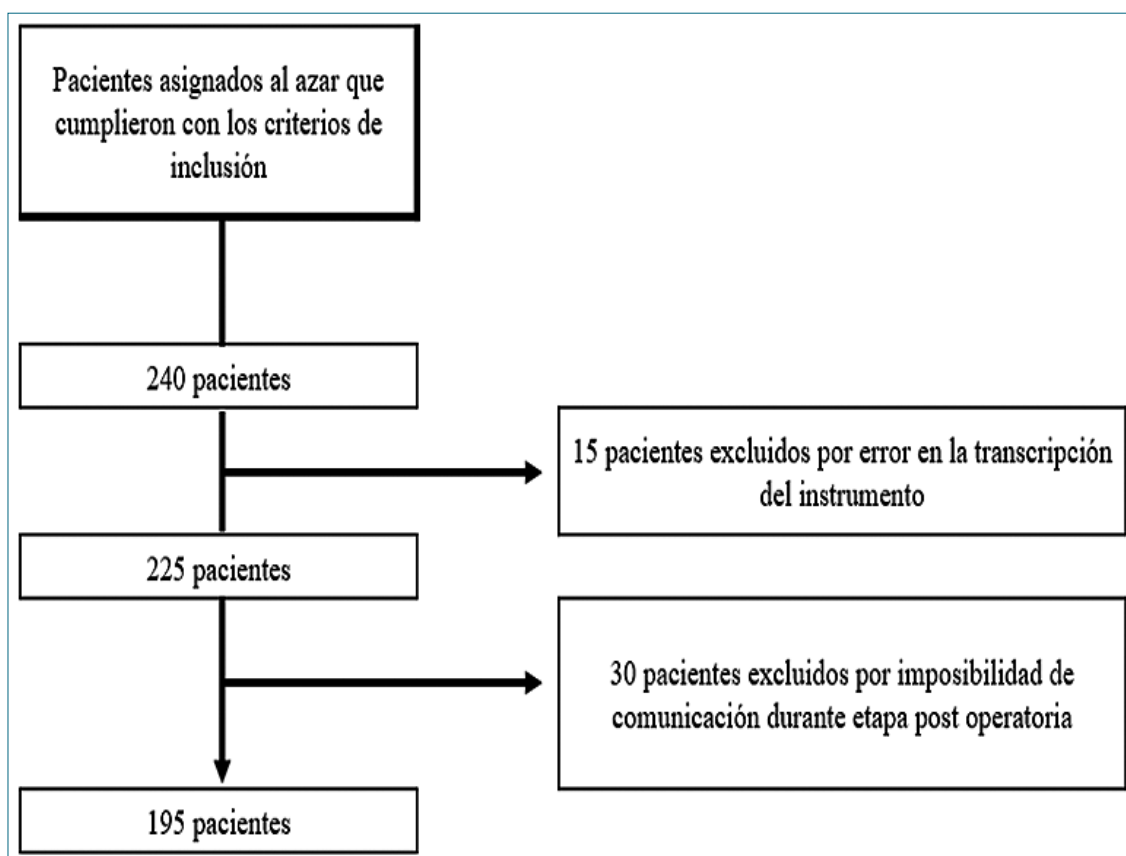 Pacientes asignados al azar que
cumplieron con los criterios de
inclusión
240 pacientes
15 pacientes excluidos por error en la transcripción
del instrumento
225 pacientes
30 pacientes excluidos por imposibilidad de
comunicación durante etapa post operatoria
195 pacientes